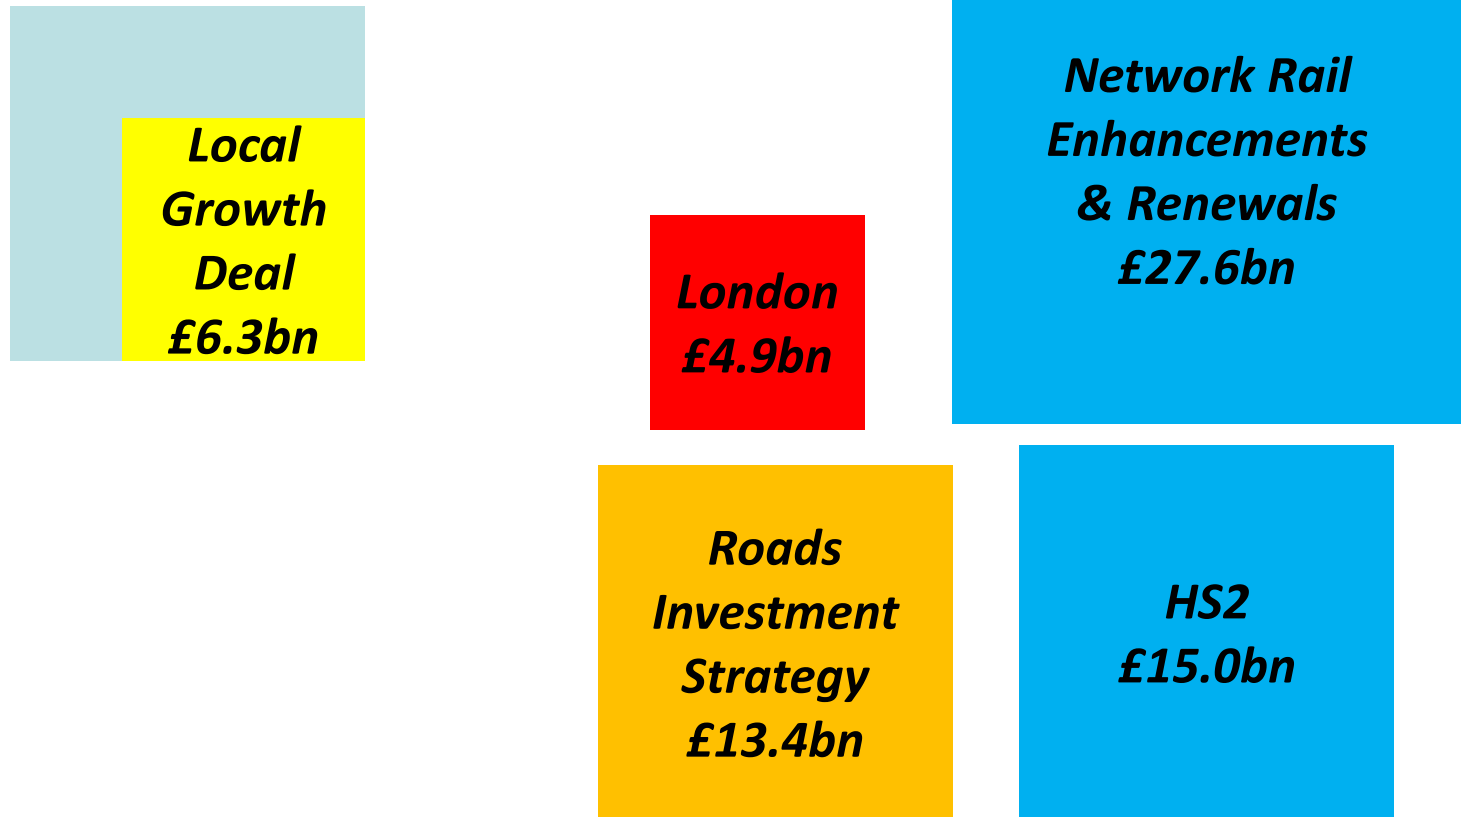 Local
Growth
Deal
£6.3bn
London
£4.9bn
Network Rail
Enhancements
& Renewals
£27.6bn
Roads
Investment
Strategy
£13.4bn
HS2
£15.0bn